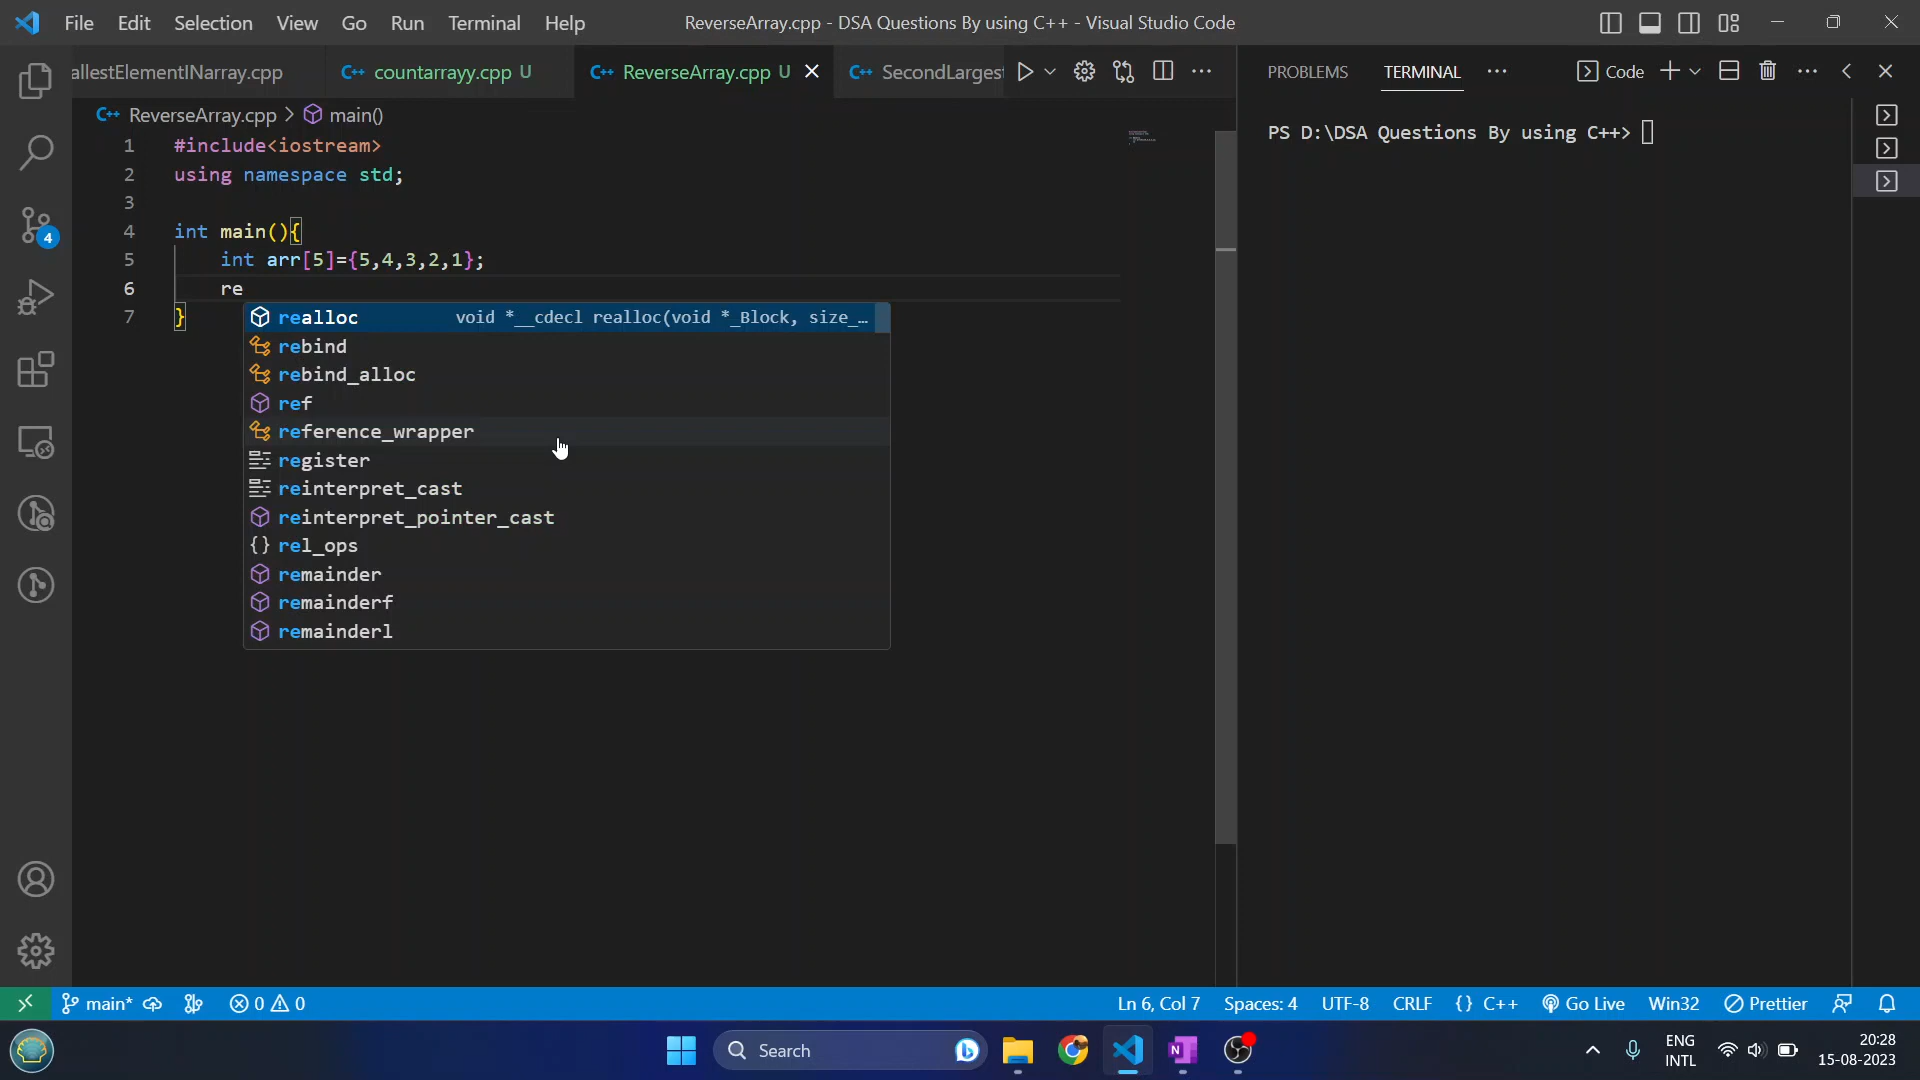 File Edit Selection View Go Run Terminal Help ReverseArray.cpp - DSA Questions By using C++ - Visual Studio Code
allestElementINarray.cpp C++ countarrayy.cpp U C++ ReverseArray.cpp U C++ SecondLargest
PROBLEMS TERMINAL Code
C++ ReverseArray.cpp > main()
1 #include<iostream>
2 using namespace std;
3
4 int main(){
5 int arr[5]={5,4,3,2,1};
6 re
7 }
realloc void *__cdecl realloc(void *_Block, size_…
rebind
rebind_alloc
ref
reference_wrapper
register
reinterpret_cast
reinterpret_pointer_cast
{} rel_ops
remainder
remainderf
remainderl
PS D:\DSA Questions By using C++>
4
main* 0 0 Ln 6, Col 7 Spaces: 4 UTF-8 CRLF {} C++ Go Live Win32 Prettier
Search
ENG
INTL
20:28
15-08-2023